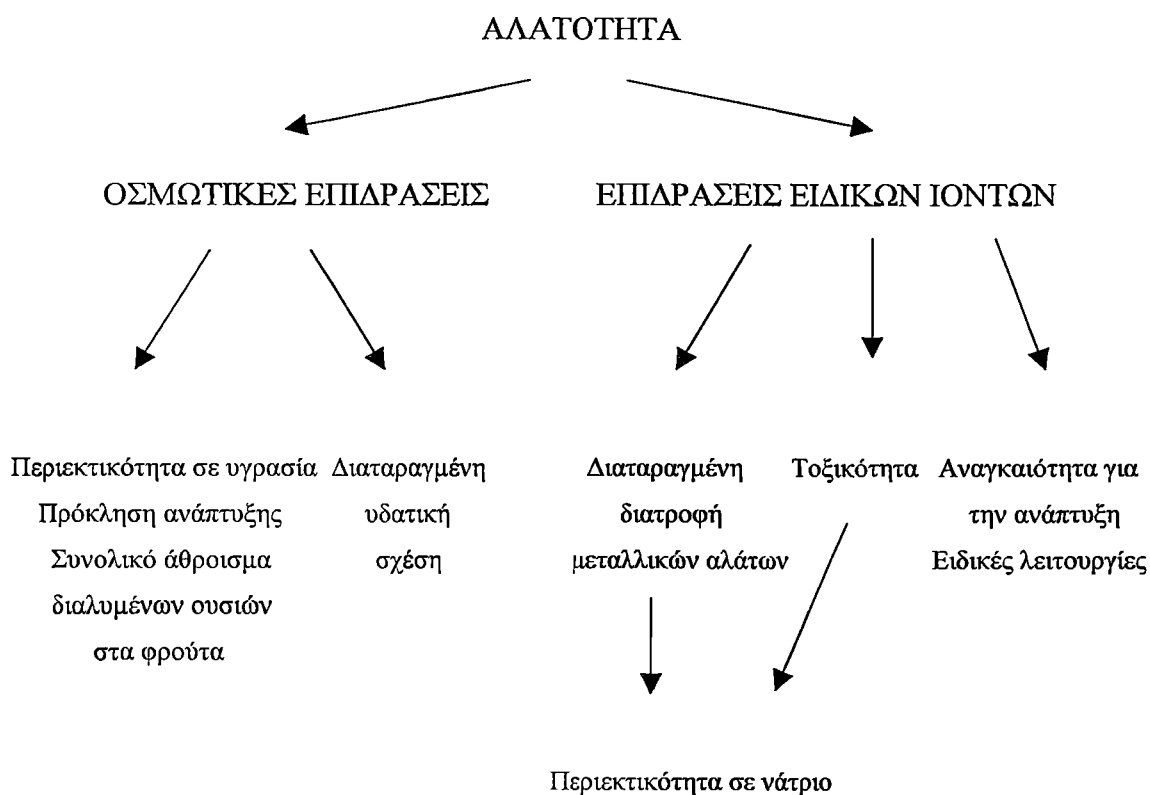 ΑΛΑΤΟΤΗΤΑ
ΟΣΜΩΤΙΚΕΣ ΕΠΙΔΡΑΣΕΙΣ
ΕΠΙΔΡΑΣΕΙΣ ΕΙΔΙΚΩΝ ΙΟΝΤΩΝ
Περιεκτικότητα σε υγρασία
Πρόκληση ανάπτυξης
Συνολικό άθροισμα
διαλυμένων ουσιών
στα φρούτα
Διαταραγμένη
υδατική
σχέση
Διαταραγμένη
διατροφή
μεταλλικών αλάτων
Τοξικότητα
Αναγκαιότητα για
την ανάπτυξη
Ειδικές λειτουργίες
Περιεκτικότητα σε νάτριο